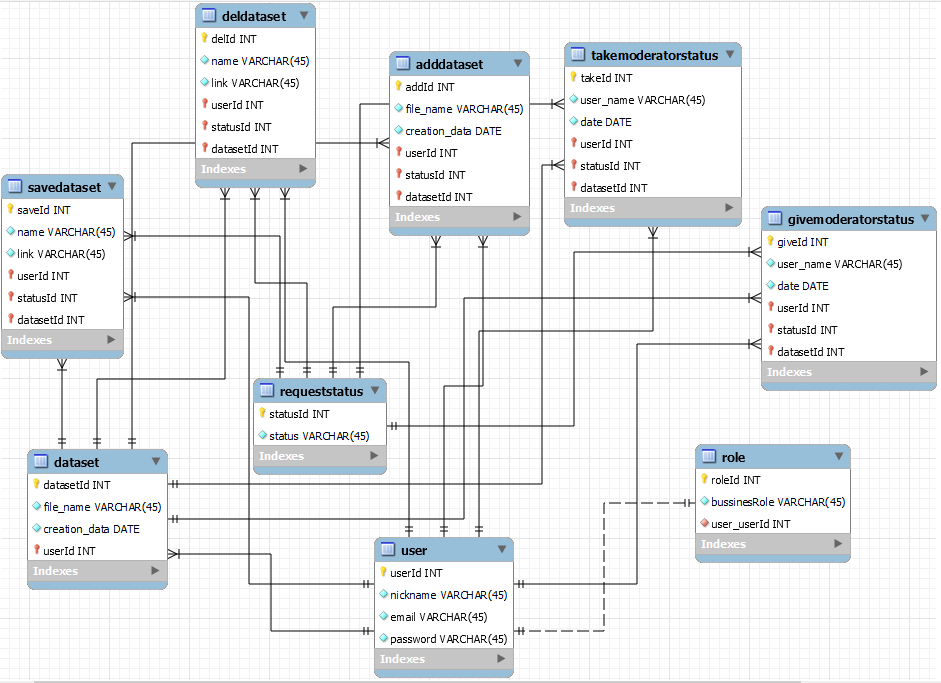 deldataset
delId INT
name VARCHAR(45)
link VARCHAR(45)
userId INT
statusId INT
datasetId INT
Indexes
adddataset
addId INT
file_name VARCHAR(45)
creation_data DATE
userId INT
statusId INT
datasetId INT
Indexes
takemoderatorstatus
takeId INT
user_name VARCHAR(45)
date DATE
userId INT
statusId INT
datasetId INT
Indexes
savedataset
saveId INT
name VARCHAR(45)
link VARCHAR(45)
userId INT
statusId INT
datasetId INT
Indexes
givemoderatorstatus
giveId INT
user_name VARCHAR(45)
date DATE
userId INT
statusId INT
datasetId INT
Indexes
requeststatus
statusId INT
status VARCHAR(45)
Indexes
dataset
datasetId INT
file_name VARCHAR(45)
creation_data DATE
userId INT
Indexes
role
roleId INT
bussinesRole VARCHAR(45)
user_userId INT
Indexes
user
userId INT
nickname VARCHAR(45)
email VARCHAR(45)
password VARCHAR(45)
Indexes